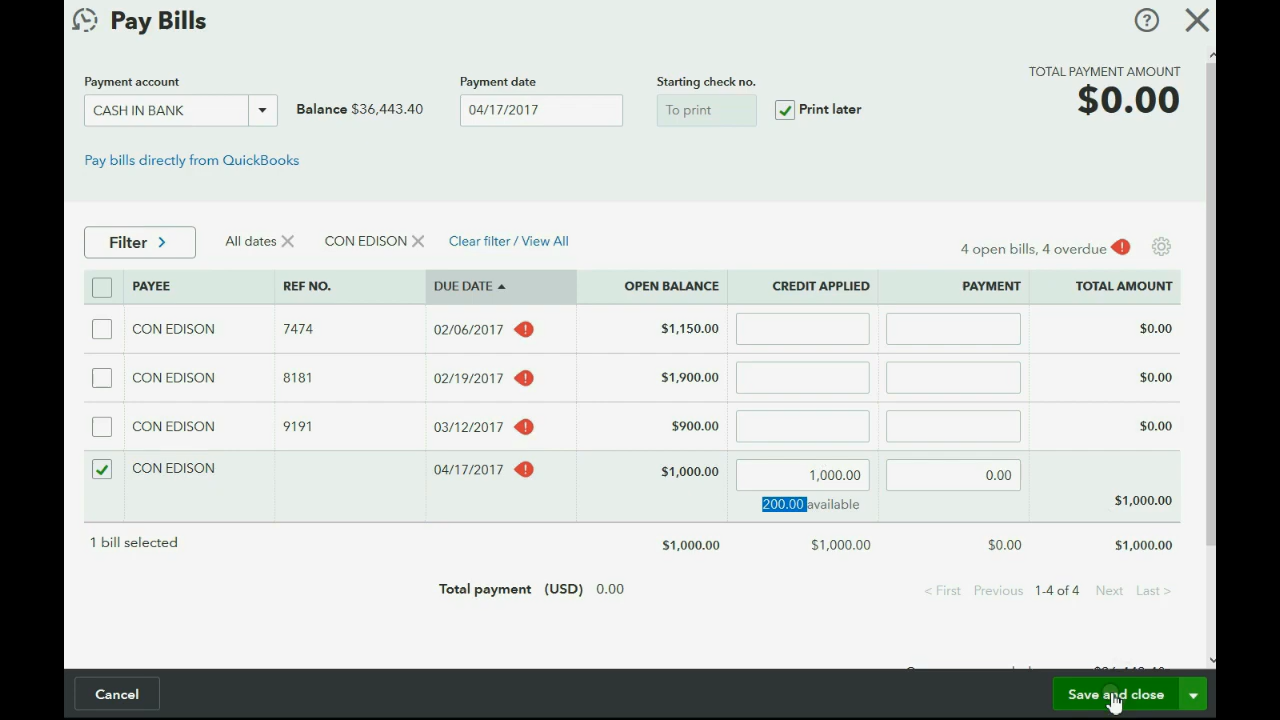 Pay Bills
?
Payment account
Payment date
Starting check no.
TOTAL PAYMENT AMOUNT
CASH IN BANK
Balance $36,443.40
04/17/2017
To print
Print later
$0.00
Pay bills directly from QuickBooks
Filter >
All dates
CON EDISON
Clear filter / View All
4 open bills, 4 overdue !
PAYEE REF NO. DUE DATE OPEN BALANCE CREDIT APPLIED PAYMENT TOTAL AMOUNT
CON EDISON 7474 02/06/2017 ! $1,150.00 $0.00
CON EDISON 8181 02/19/2017 ! $1,900.00 $0.00
CON EDISON 9191 03/12/2017 ! $900.00 $0.00
CON EDISON 04/17/2017 ! $1,000.00 1,000.00 0.00
200.00 available $1,000.00
1 bill selected $1,000.00 $1,000.00 $0.00 $1,000.00
Total payment (USD) 0.00
< First Previous 1-4 of 4 Next Last >
Cancel
Save and close